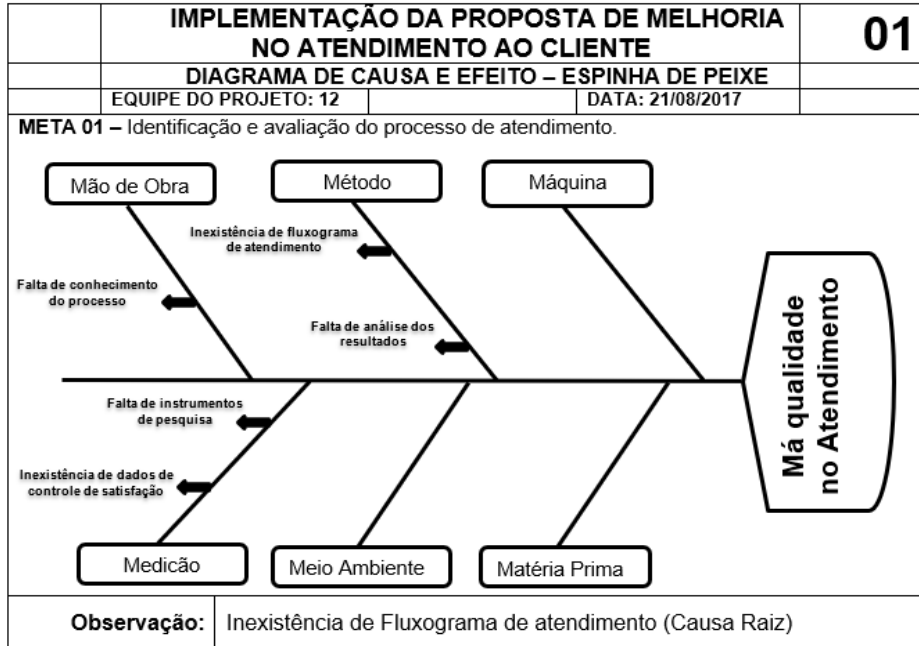 IMPLEMENTAÇÃO DA PROPOSTA DE MELHORIA
NO ATENDIMENTO AO CLIENTE
01
DIAGRAMA DE CAUSA E EFEITO – ESPINHA DE PEIXE
EQUIPE DO PROJETO: 12
DATA: 21/08/2017
META 01 – Identificação e avaliação do processo de atendimento.
Mão de Obra
Método
Máquina
Inexistência de fluxograma
de atendimento
Falta de conhecimento
do processo
Falta de análise dos
resultados
Má qualidade
no Atendimento
Falta de instrumentos
de pesquisa
Inexistência de dados de
controle de satisfação
Medicão
Meio Ambiente
Matéria Prima
Observação:
Inexistência de Fluxograma de atendimento (Causa Raiz)